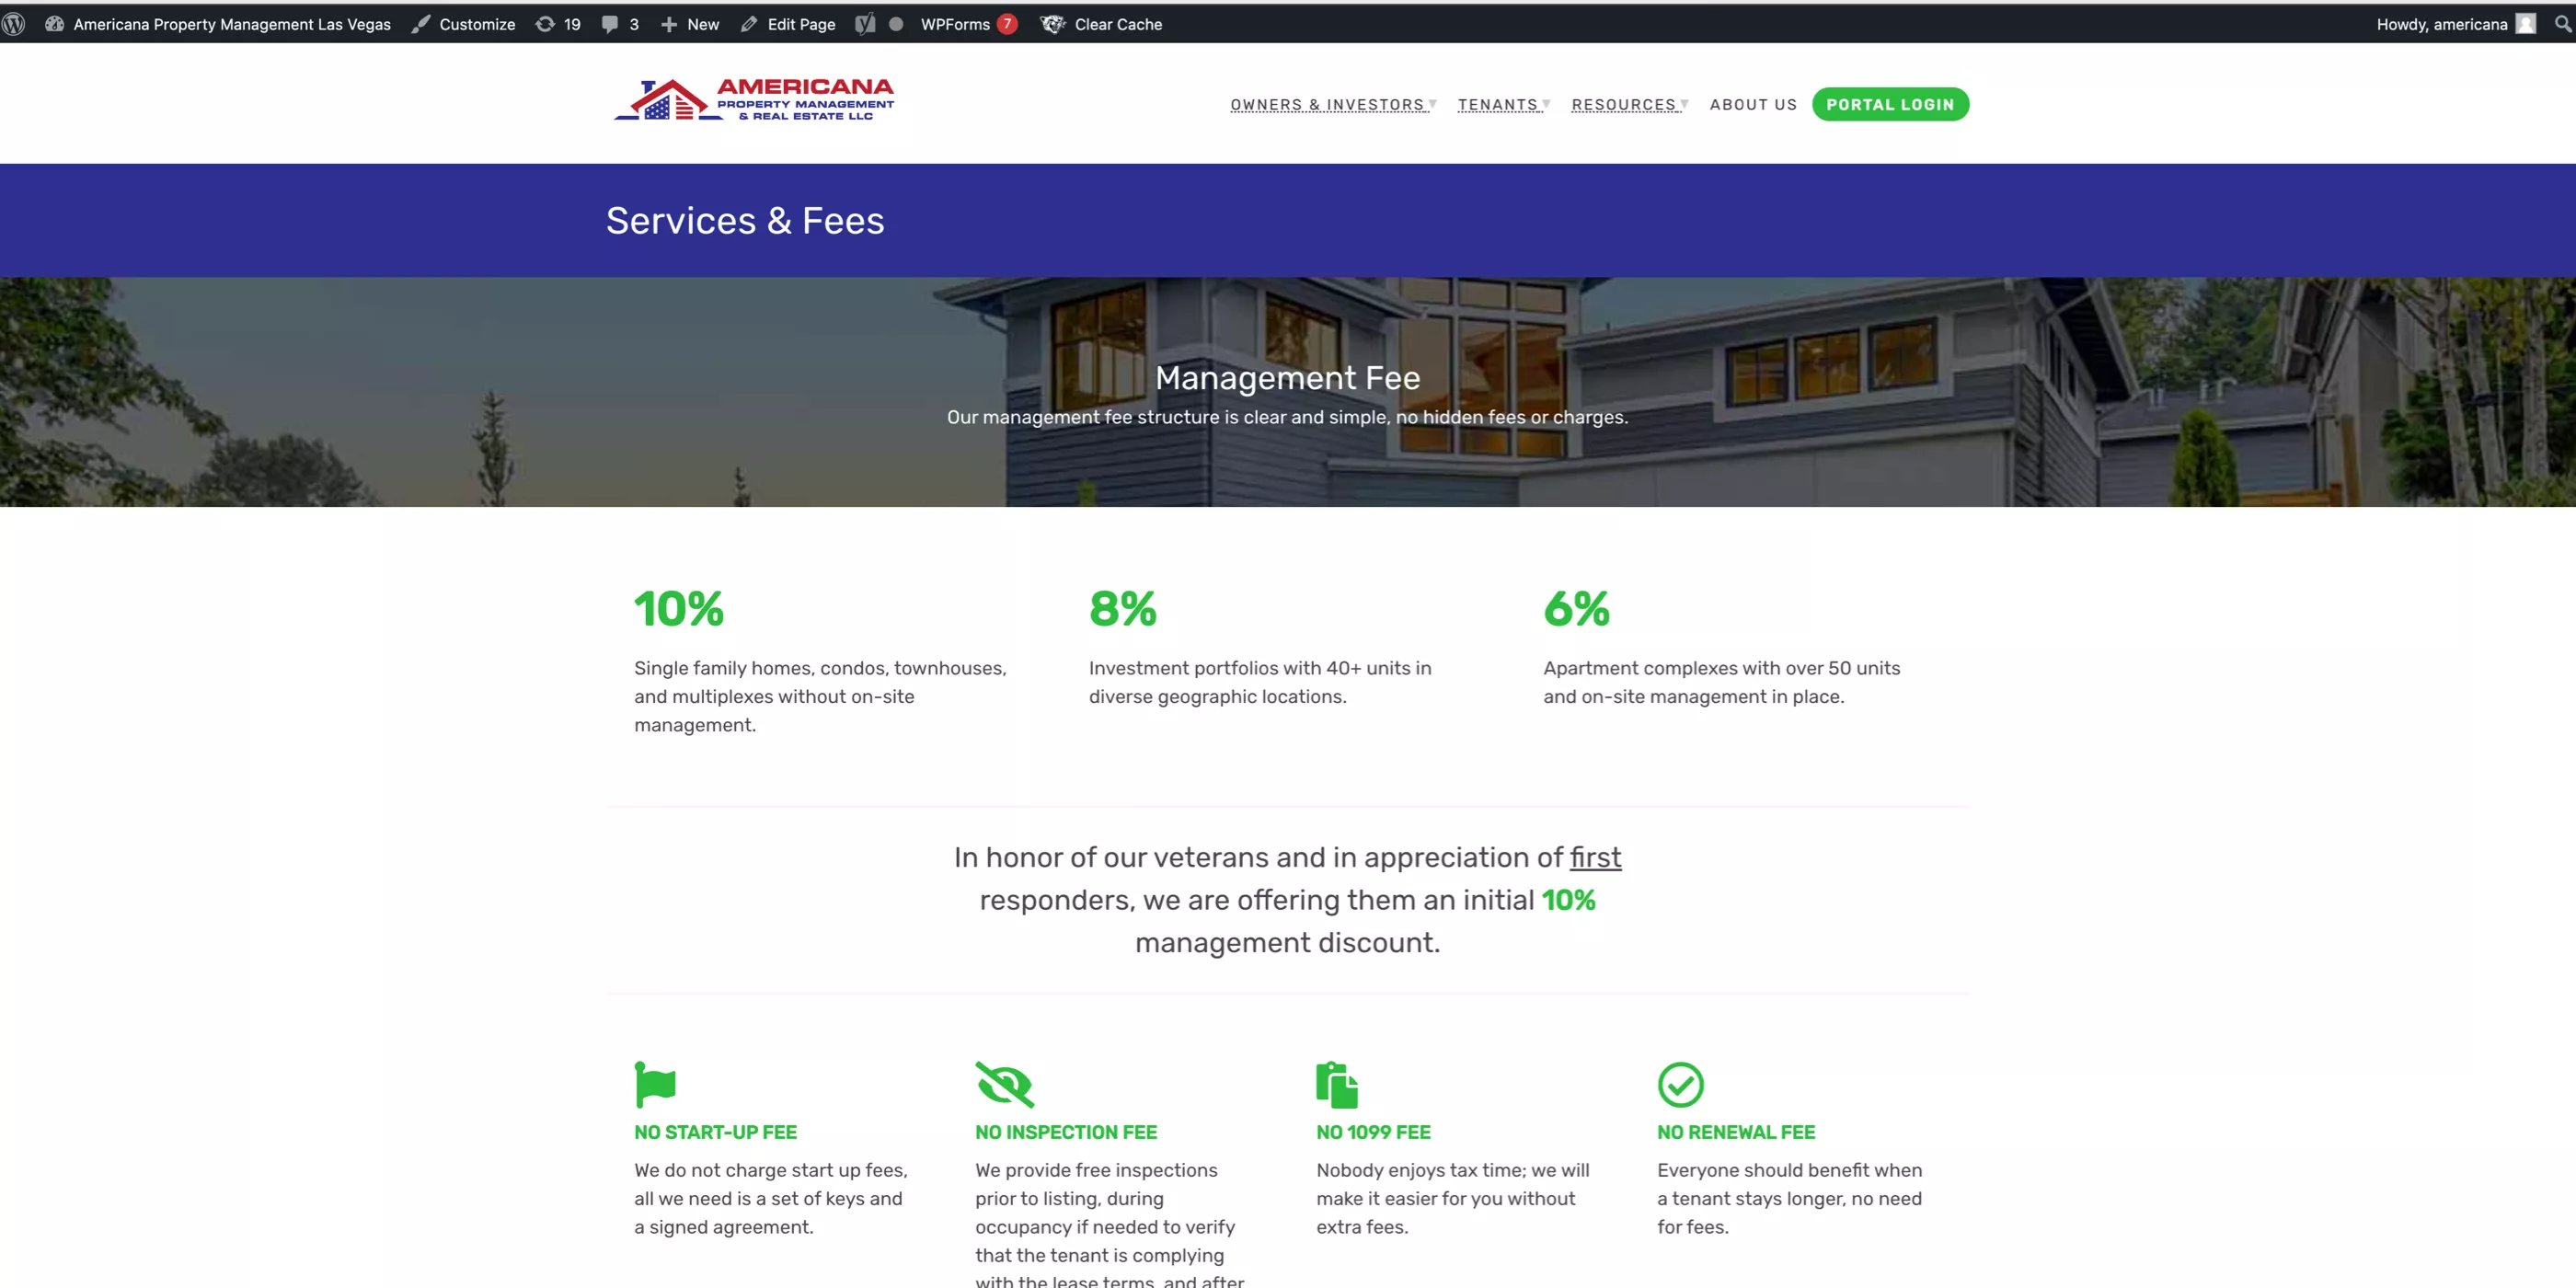 Americana Property Management Las Vegas Customize 19 3 New Edit Page WPForms 7 Clear Cache Howdy, americana
AMERICANA
PROPERTY MANAGEMENT
& REAL ESTATE LLC
OWNERS & INVESTORS TENANTS RESOURCES ABOUT US PORTAL LOGIN
Services & Fees
Management Fee
Our management fee structure is clear and simple, no hidden fees or charges.
10%
Single family homes, condos, townhouses,
and multiplexes without on-site
management.
8%
Investment portfolios with 40+ units in
diverse geographic locations.
6%
Apartment complexes with over 50 units
and on-site management in place.
In honor of our veterans and in appreciation of first
responders, we are offering them an initial 10%
management discount.
NO START-UP FEE
We do not charge start up fees,
all we need is a set of keys and
a signed agreement.
NO INSPECTION FEE
We provide free inspections
prior to listing, during
occupancy if needed to verify
that the tenant is complying
with the lease terms, and after
NO 1099 FEE
Nobody enjoys tax time; we will
make it easier for you without
extra fees.
NO RENEWAL FEE
Everyone should benefit when
a tenant stays longer, no need
for fees.